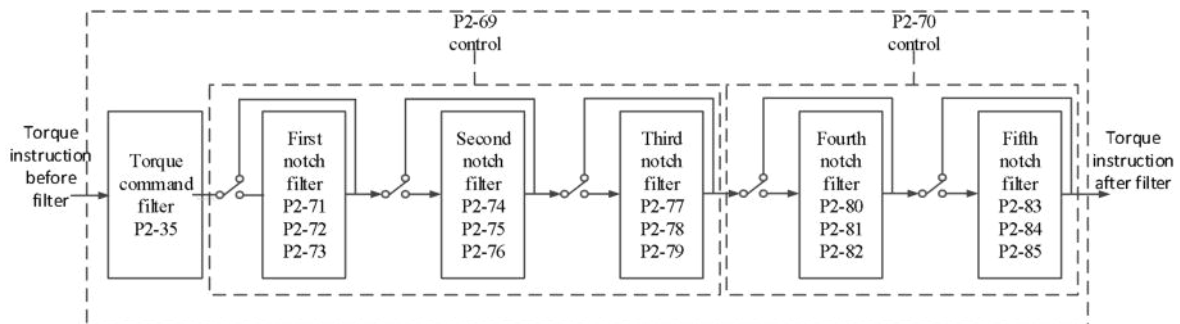 P2-69
control
P2-70
control
Torque
instruction
before
filter
Torque
command
filter
P2-35
First
notch
filter
P2-71
P2-72
P2-73
Second
notch
filter
P2-74
P2-75
P2-76
Third
notch
filter
P2-77
P2-78
P2-79
Fourth
notch
filter
P2-80
P2-81
P2-82
Fifth
notch
filter
P2-83
P2-84
P2-85
Torque
instruction
after filter